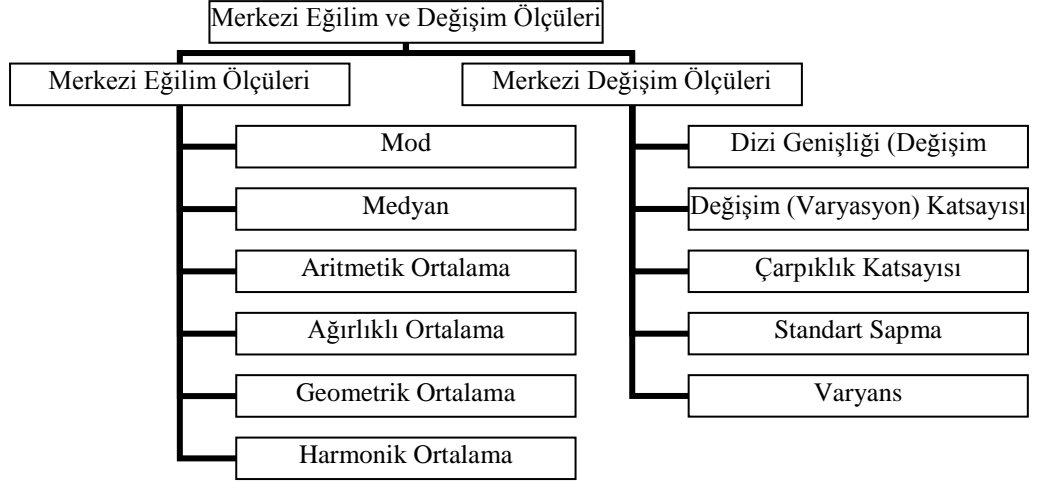 Merkezi Eğilim ve Değişim Ölçüleri
Merkezi Eğilim Ölçüleri
Mod
Medyan
Aritmetik Ortalama
Ağırlıklı Ortalama
Geometrik Ortalama
Harmonik Ortalama
Merkezi Değişim Ölçüleri
Dizi Genişliği (Değişim
Değişim (Varyasyon) Katsayısı
Çarpıklık Katsayısı
Standart Sapma
Varyans